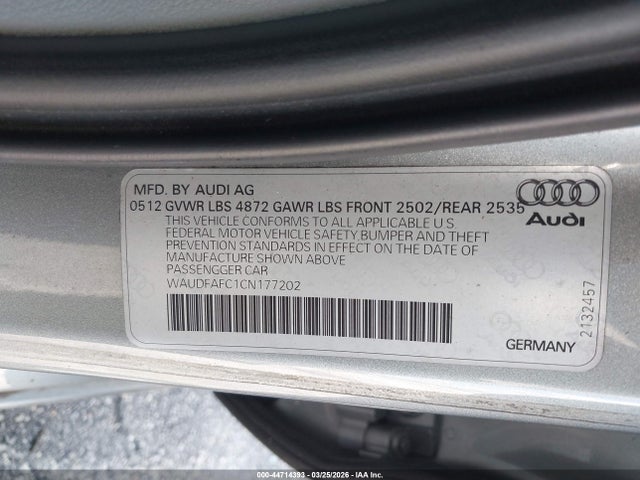 MFD. BY AUDI AG
0512 GVWR LBS 4872 GAWR LBS FRONT 2502/REAR 2535
THIS VEHICLE CONFORMS TO ALL APPLICABLE U S
FEDERAL MOTOR VEHICLE SAFETY,BUMPER AND THEFT
PREVENTION STANDARDS IN EFFECT ON THE DATE OF
MANUFACTURE SHOWN ABOVE
PASSENGGER CAR
WAUDFAFC1CN177202
Audi
2132457
GERMANY
000-44714393 - 03/25/2026 - IAA Inc.